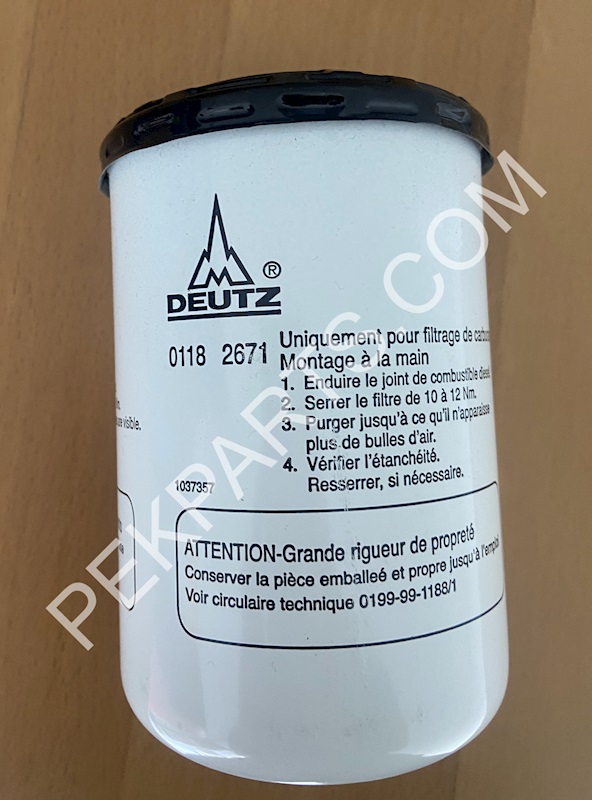 DEUTZ ®
0118 2671
Uniquement pour filtrage de
Montage à la main
1. Enduire le joint de combustible
2. Serrer le filtre de 10 à 12 Nm.
3. Purger jusqu'à ce qu'il n'apparaisse
plus de bulles d'air.
4. Vérifier l'étanchéité.
Resserrer, si nécessaire.
visible.
1037357
ATTENTION-Grande rigueur de propreté
Conserver la pièce emballeé et propre jusqu'à l'emploi
Voir circulaire technique 0199-99-1188/1
PEKPARTS.COM